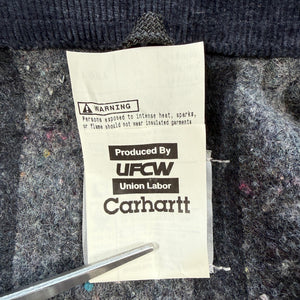 WARNING
Persons exposed to intense heat, sparks,
or flame should not wear insulated garments
Produced By
UFCW
Union Labor
Carhartt